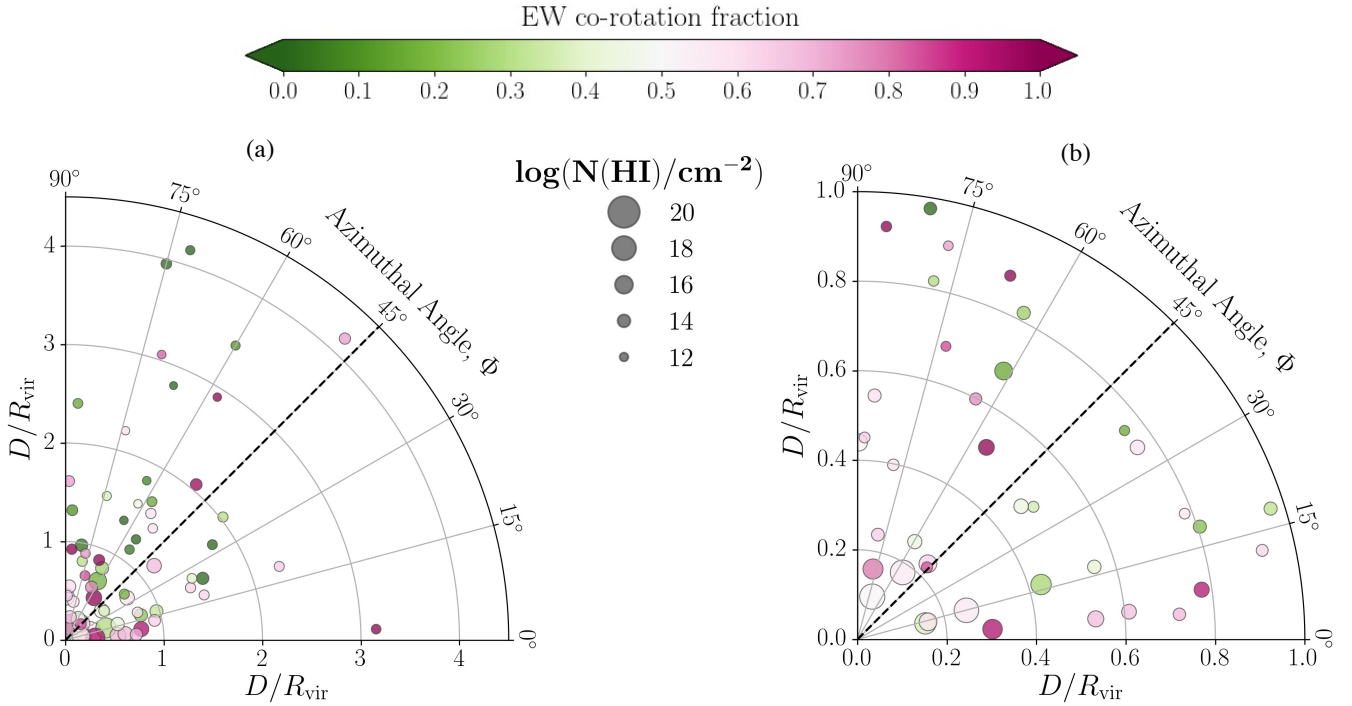 EW co-rotation fraction
0.0 0.1 0.2 0.3 0.4 0.5 0.6 0.7 0.8 0.9 1.0
(a)
90°
75°
60°
45°
30°
15°
0°
Azimuthal Angle, Φ
4
3
2
1
0
D/Rvir
0 1 2 3 4
D/Rvir
log(N(HI)/cm⁻²)
20
18
16
14
12
(b)
90°
75°
60°
45°
30°
15°
0°
Azimuthal Angle, Φ
1.0
0.8
0.6
0.4
0.2
0.0
D/Rvir
0.0 0.2 0.4 0.6 0.8 1.0
D/Rvir